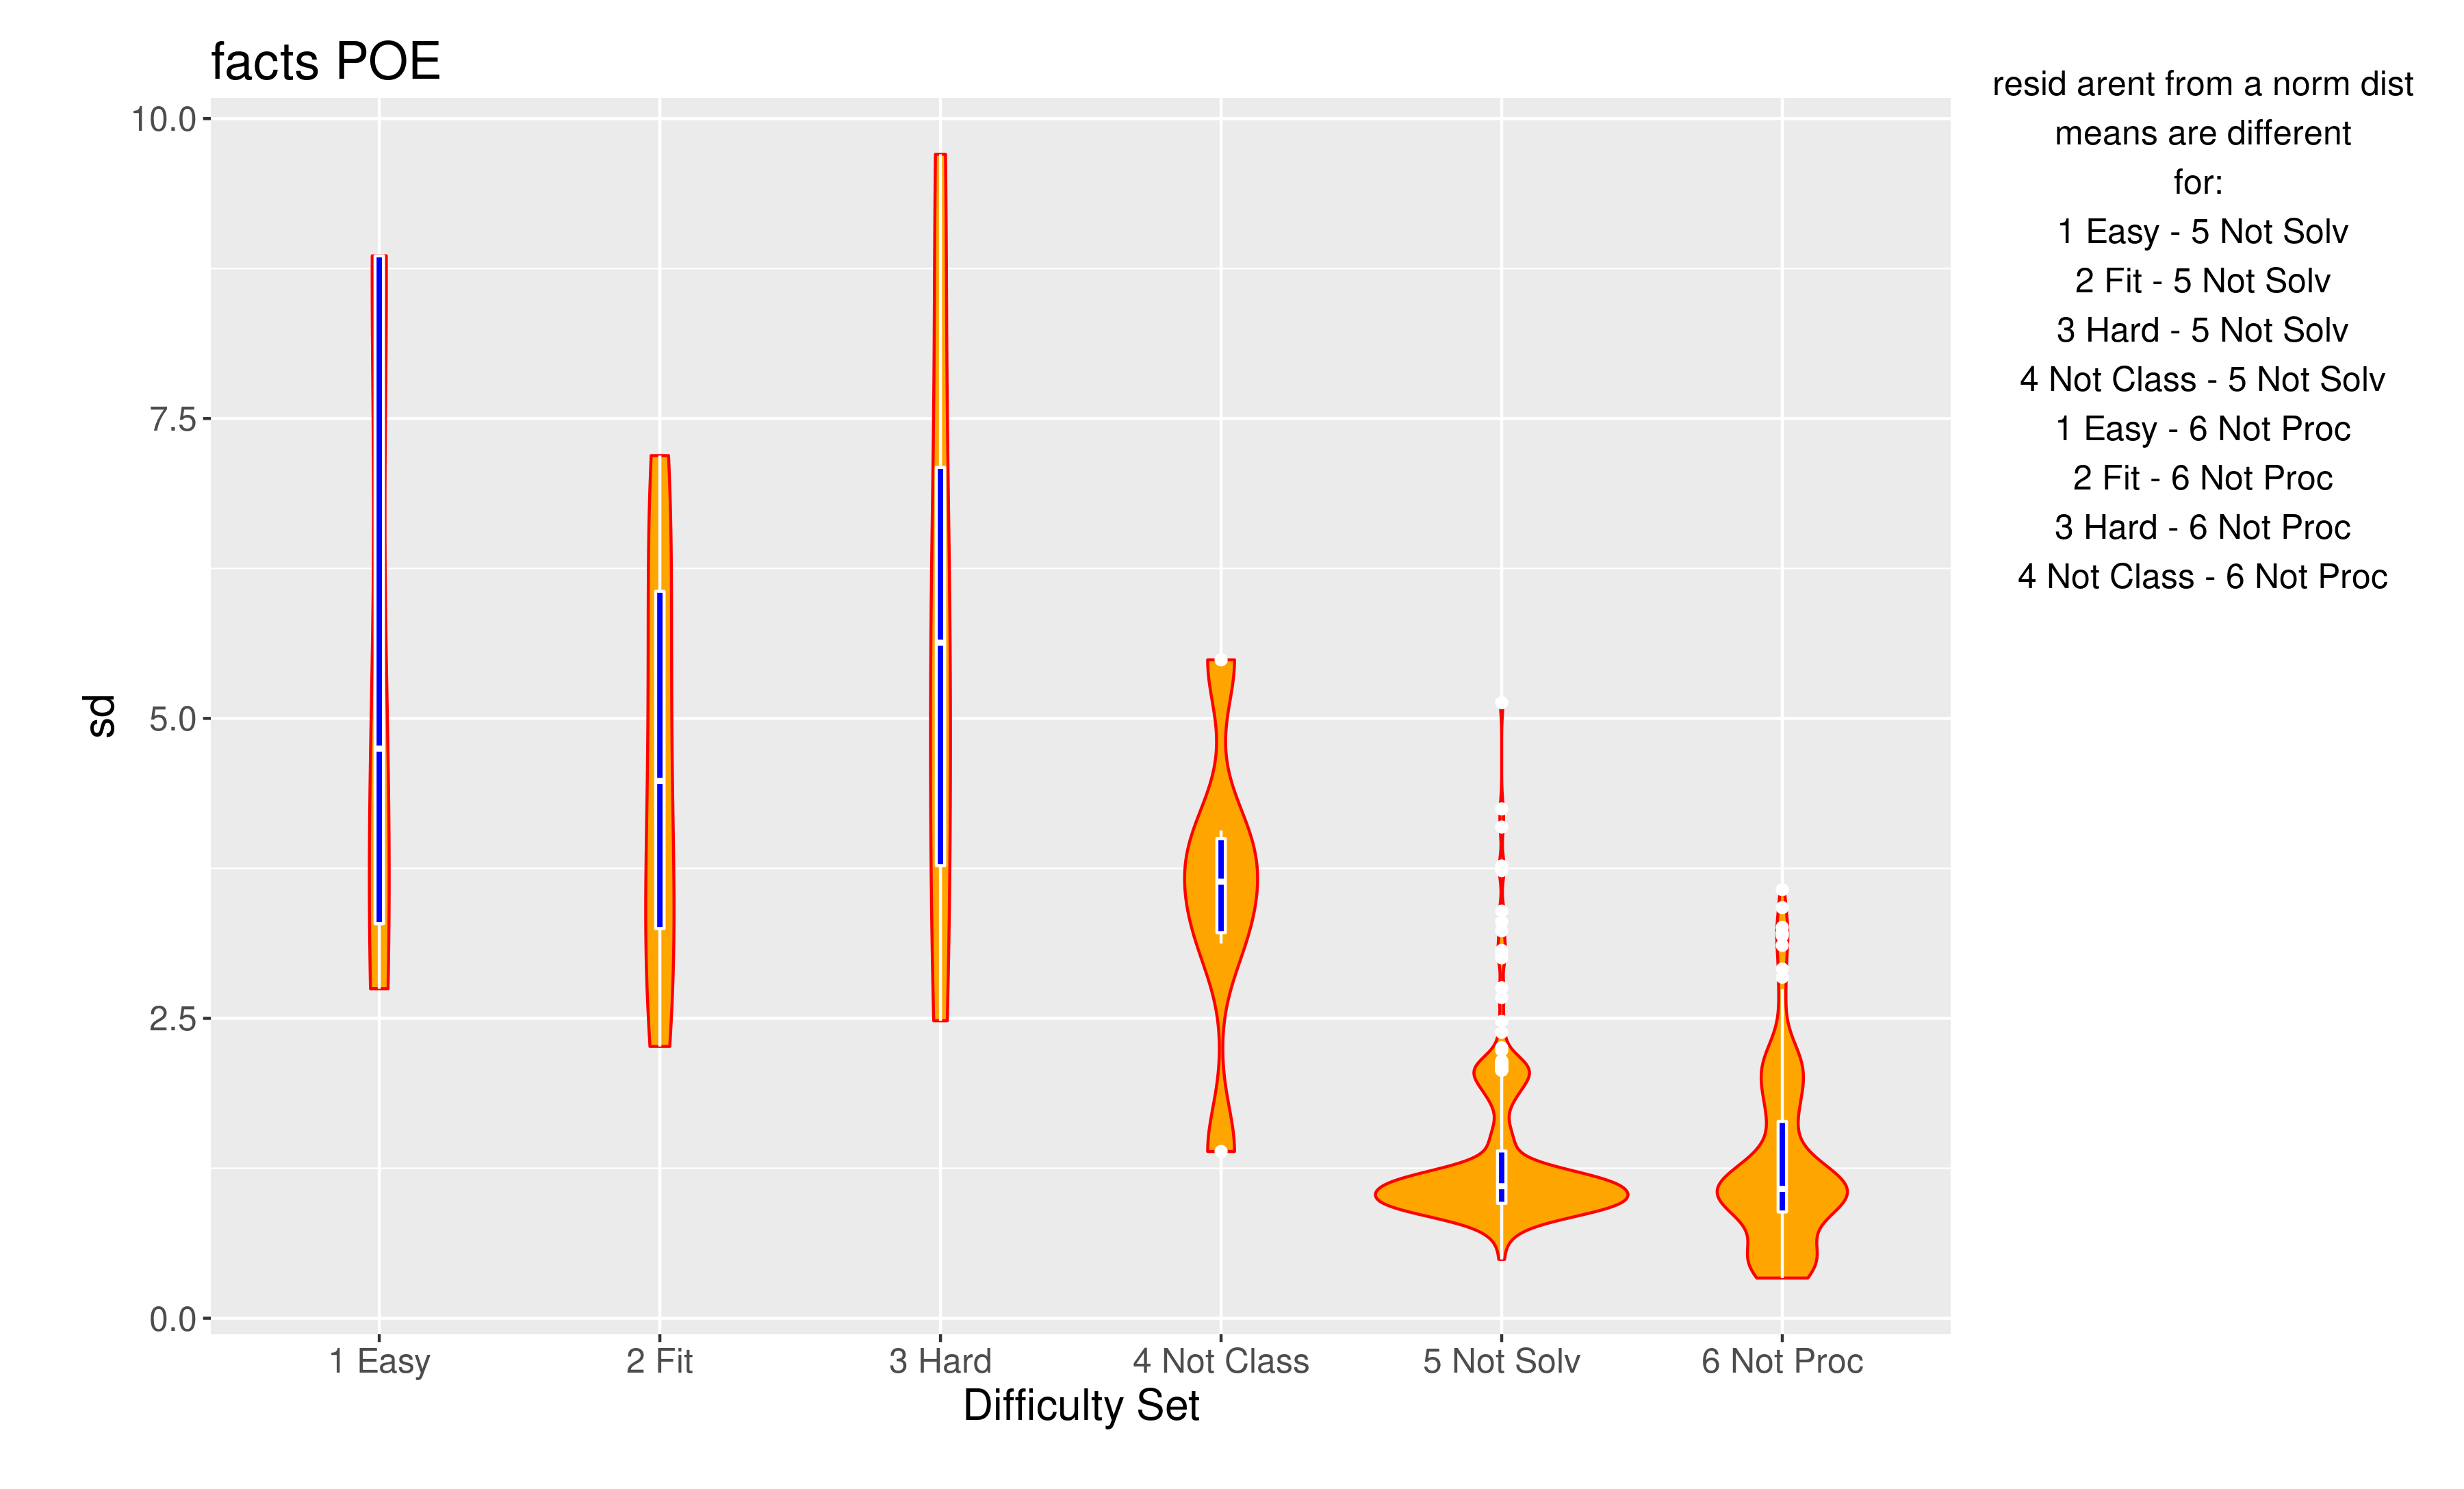 facts POE
resid arent from a norm dist
means are different
for:
1 Easy - 5 Not Solv
2 Fit - 5 Not Solv
3 Hard - 5 Not Solv
4 Not Class - 5 Not Solv
1 Easy - 6 Not Proc
2 Fit - 6 Not Proc
3 Hard - 6 Not Proc
4 Not Class - 6 Not Proc
sd
10.0
7.5
5.0
2.5
0.0
1 Easy 2 Fit 3 Hard 4 Not Class 5 Not Solv 6 Not Proc
Difficulty Set